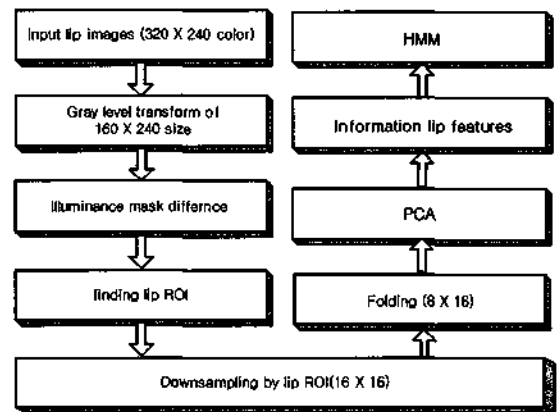 Input lip images (320 X 240 color)
Gray level transform of
160 X 240 size
Illuminance mask differnce
finding lip ROI
Downsampling by lip ROI(16 X 16)
Folding (8 X 16)
PCA
Information lip features
HMM